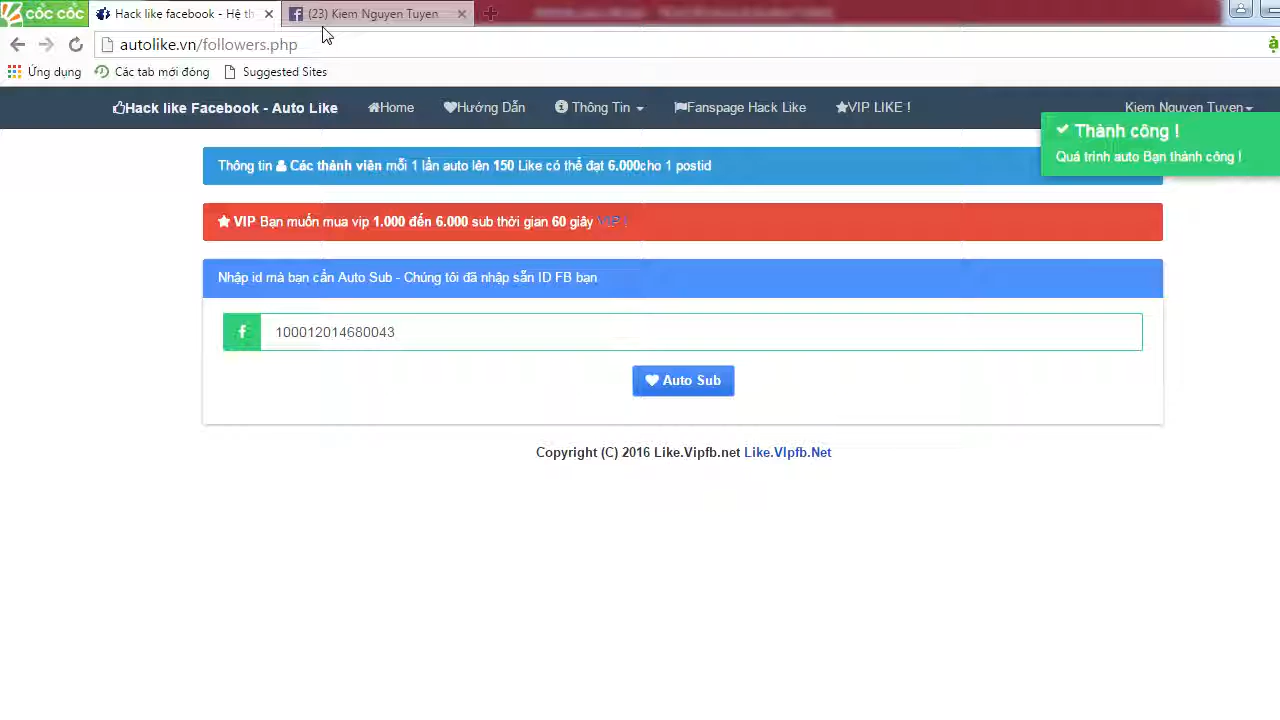 cốc cốc
Hack like facebook - Hệ th
(23) Kiem Nguyen Tuyen
autolike.vn/followers.php
Ứng dụng
Các tab mới đóng
Suggested Sites
Hack like Facebook - Auto Like
Home
Hướng Dẫn
Thông Tin
Fanspage Hack Like
VIP LIKE !
Kiem Nguyen Tuyen
Thành công !
Quá trình auto Bạn thành công !
Thông tin Các thành viên mỗi 1 lần auto lên 150 Like có thể đạt 6.000cho 1 postid
VIP Bạn muốn mua vip 1.000 đến 6.000 sub thời gian 60 giây VIP !
Nhập id mà bạn cần Auto Sub - Chúng tôi đã nhập sẵn ID FB bạn
100012014680043
Auto Sub
Copyright (C) 2016 Like.Vipfb.net Like.VIpfb.Net